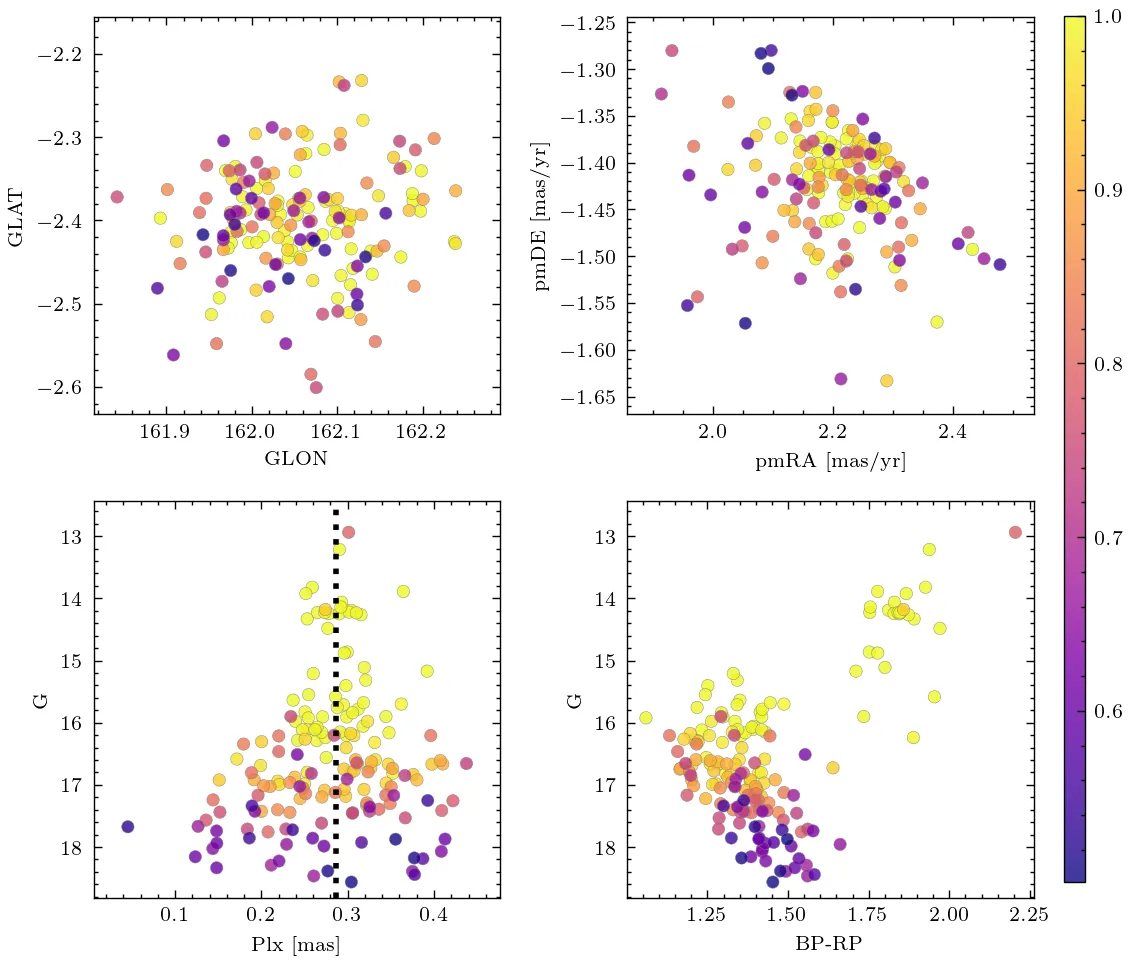 −2.2
−2.3
−2.4
−2.5
−2.6
GLAT
161.9 162.0 162.1 162.2
GLON
−1.25
−1.30
−1.35
−1.40
−1.45
−1.50
−1.55
−1.60
−1.65
pmDE [mas/yr]
2.0 2.2 2.4
pmRA [mas/yr]
13
14
15
16
17
18
G
0.1 0.2 0.3 0.4
Plx [mas]
13
14
15
16
17
18
G
1.25 1.50 1.75 2.00 2.25
BP-RP
1.0
0.9
0.8
0.7
0.6